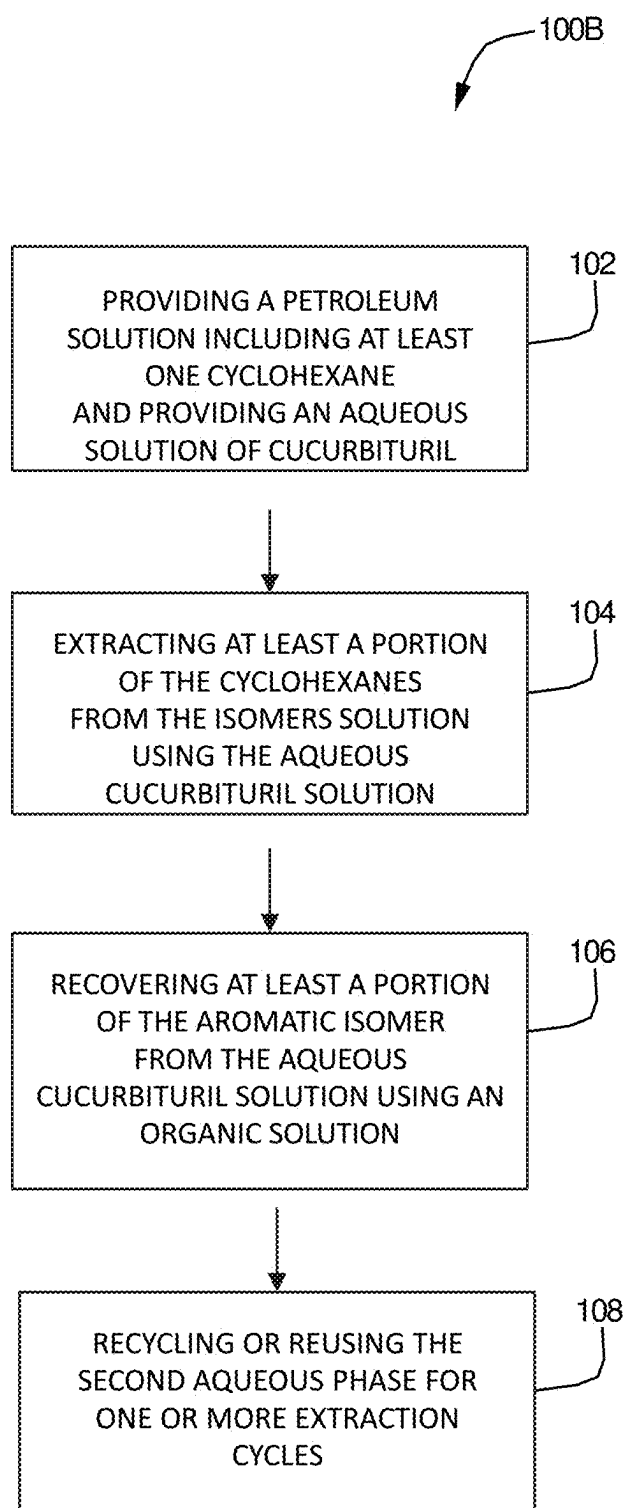 100B
102
PROVIDING A PETROLEUM
SOLUTION INCLUDING AT LEAST
ONE CYCLOHEXANE
AND PROVIDING AN AQUEOUS
SOLUTION OF CUCURBITURIL
104
EXTRACTING AT LEAST A PORTION
OF THE CYCLOHEXANES
FROM THE ISOMERS SOLUTION
USING THE AQUEOUS
CUCURBITURIL SOLUTION
106
RECOVERING AT LEAST A PORTION
OF THE AROMATIC ISOMER
FROM THE AQUEOUS
CUCURBITURIL SOLUTION USING AN
ORGANIC SOLUTION
108
RECYCLING OR REUSING THE
SECOND AQUEOUS PHASE FOR
ONE OR MORE EXTRACTION
CYCLES